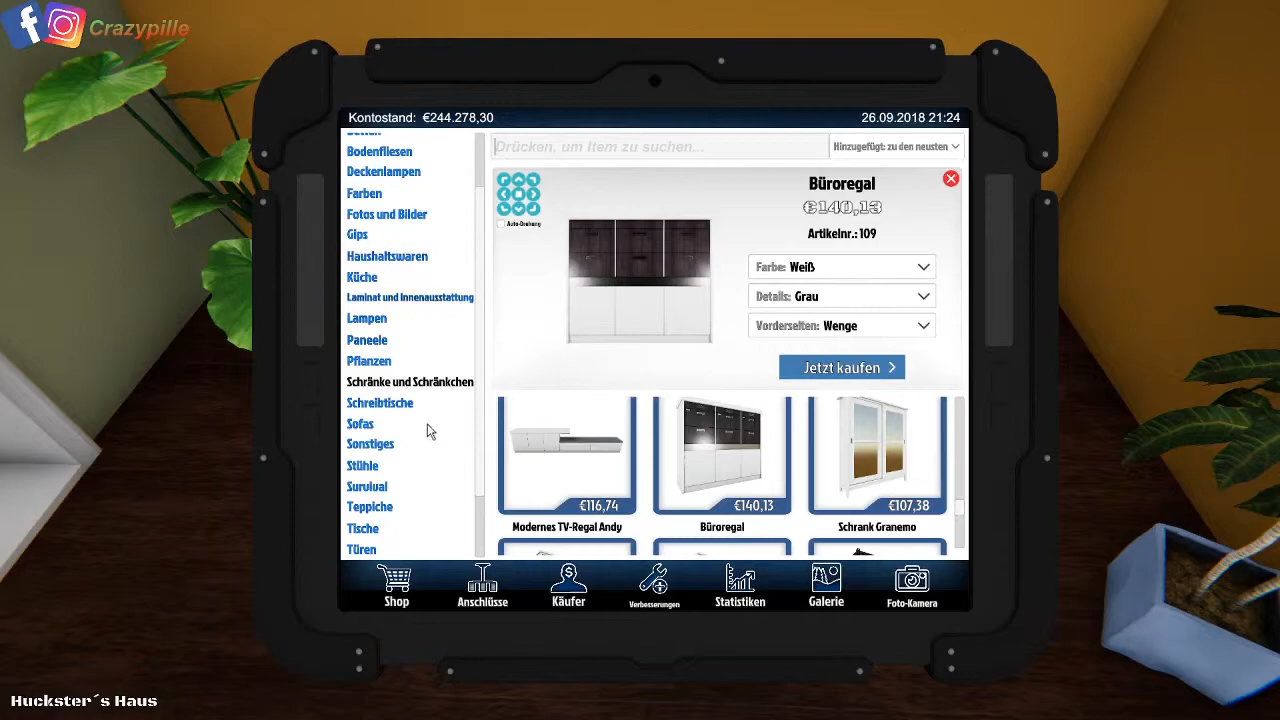 Crazypille
Kontostand: €244.278,30
26.09.2018 21:24
Bodenfliesen
Deckenlampen
Farben
Fotos und Bilder
Gips
Haushaltswaren
Küche
Laminat und Innenausstattung
Lampen
Paneele
Pflanzen
Schränke und Schränkchen
Schreibtische
Sofas
Sonstiges
Stühle
Survival
Teppiche
Tische
Türen
Drücken, um Item zu suchen...
Hinzugefügt: zu den neusten
Auto-Drehung
Büroregal
€140,13
Artikelnr.: 109
Farbe: Weiß
Details: Grau
Vorderseiten: Wenge
Jetzt kaufen
€116,74
€140,13
€107,38
Modernes TV-Regal Andy
Büroregal
Schrank Granemo
Shop
Anschlüsse
Käufer
Verbesserungen
Statistiken
Galerie
Foto-Kamera
Huckster´s Haus